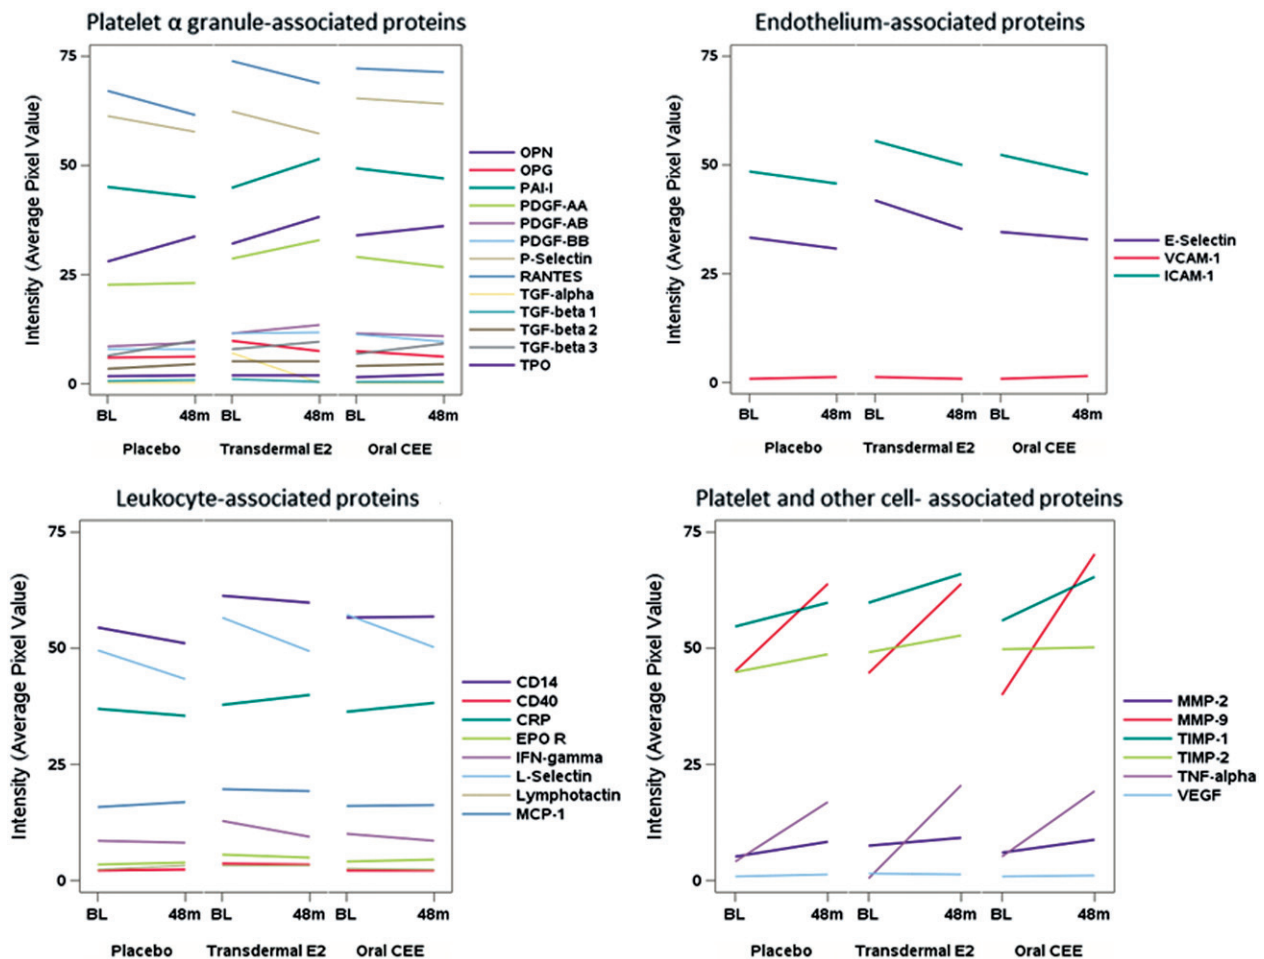 Platelet α granule-associated proteins
Intensity (Average Pixel Value)
75
50
25
0
BL 48m BL 48m BL 48m
Placebo Transdermal E2 Oral CEE
OPN
OPG
PAI-I
PDGF-AA
PDGF-AB
PDGF-BB
P-Selectin
RANTES
TGF-alpha
TGF-beta 1
TGF-beta 2
TGF-beta 3
TPO
Endothelium-associated proteins
Intensity (Average Pixel Value)
75
50
25
0
BL 48m BL 48m BL 48m
Placebo Transdermal E2 Oral CEE
E-Selectin
VCAM-1
ICAM-1
Leukocyte-associated proteins
Intensity (Average Pixel Value)
75
50
25
0
BL 48m BL 48m BL 48m
Placebo Transdermal E2 Oral CEE
CD14
CD40
CRP
EPO R
IFN-gamma
L-Selectin
Lymphotactin
MCP-1
Platelet and other cell- associated proteins
Intensity (Average Pixel Value)
75
50
25
0
BL 48m BL 48m BL 48m
Placebo Transdermal E2 Oral CEE
MMP-2
MMP-9
TIMP-1
TIMP-2
TNF-alpha
VEGF